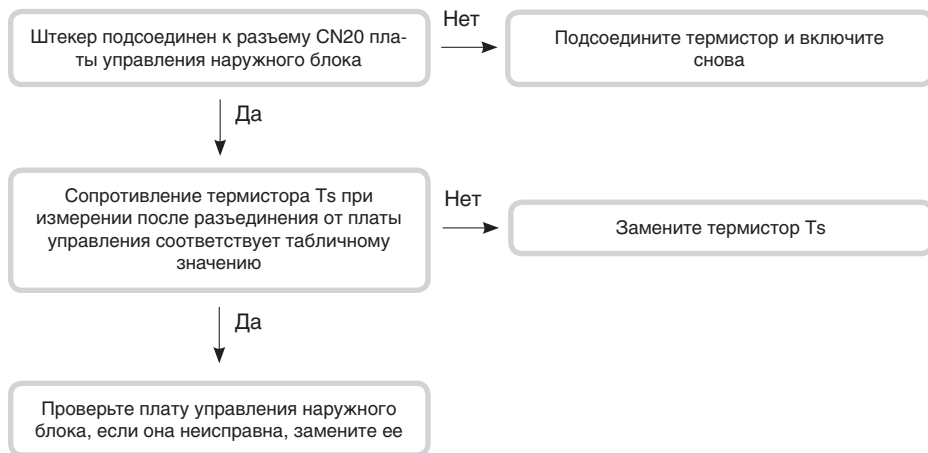 Штекер подсоединен к разъему CN20 пла-
ты управления наружного блока
Нет
Подсоедините термистор и включите
снова
Да
Сопротивление термистора Ts при
измерении после разъединения от платы
управления соответствует табличному
значению
Нет
Замените термистор Ts
Да
Проверьте плату управления наружного
блока, если она неисправна, замените ее